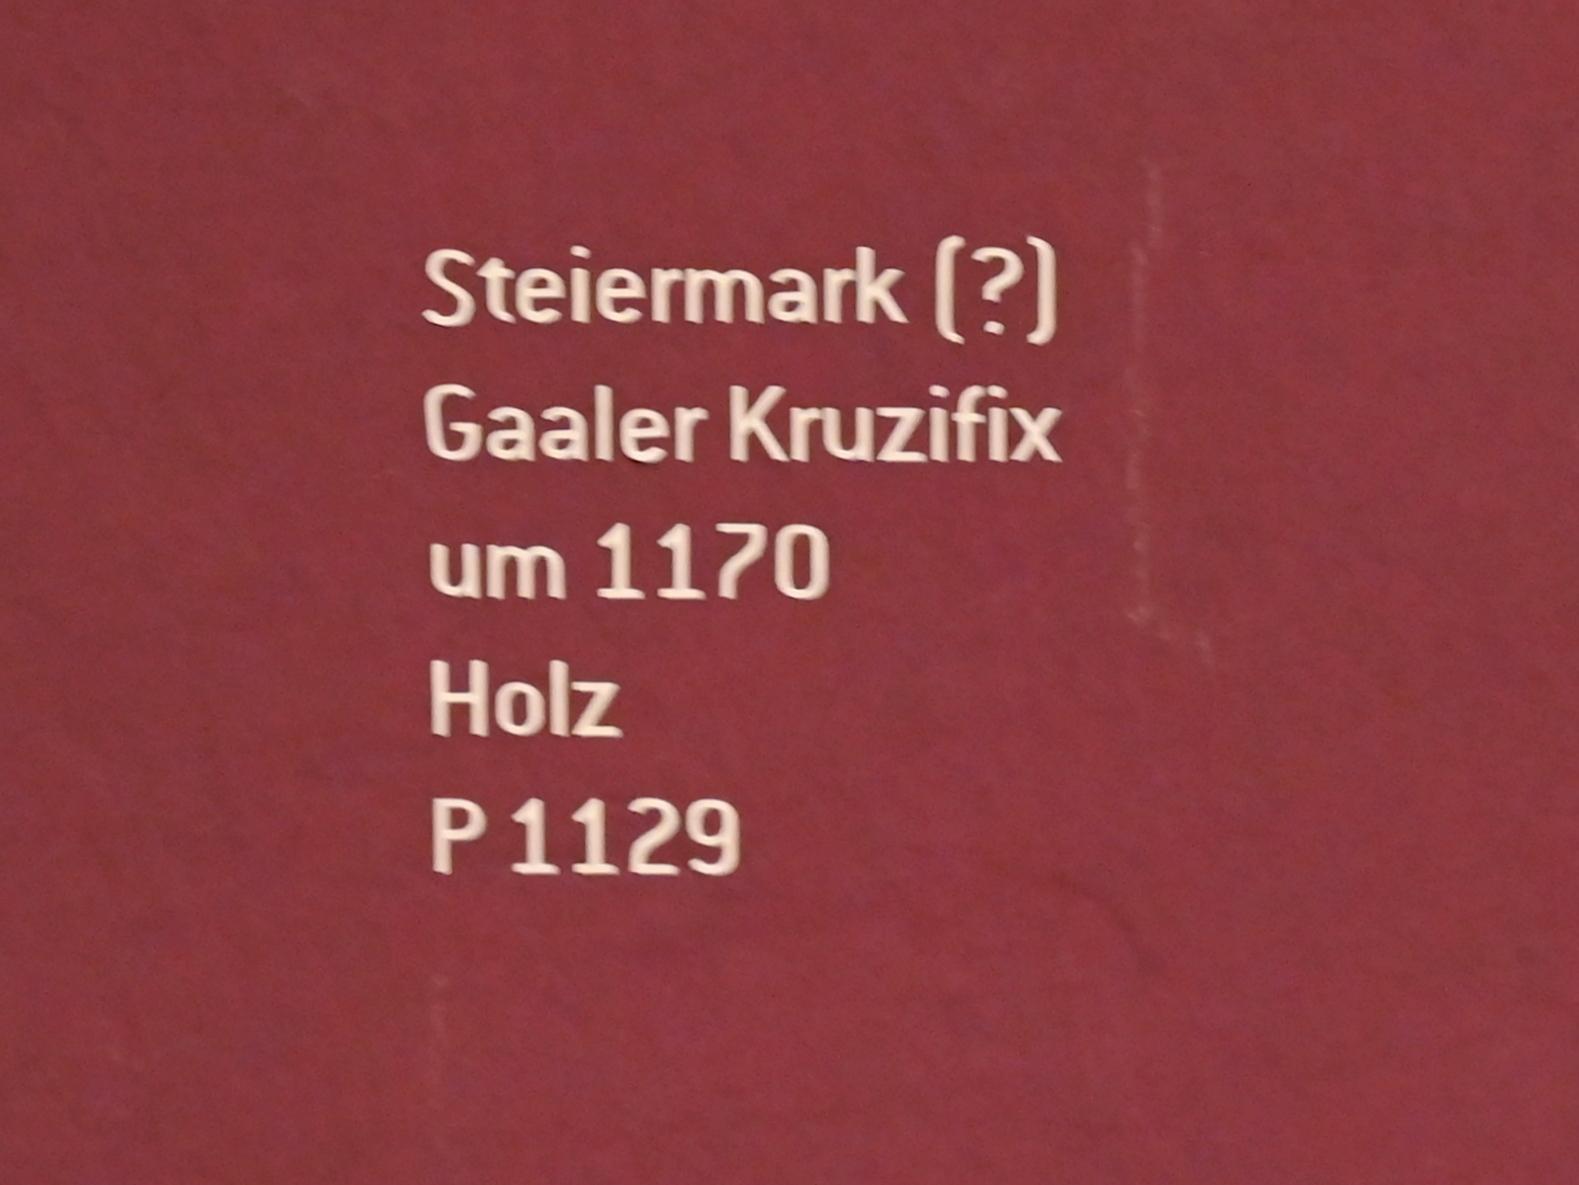 Steiermark (?)
Gaaler Kruzifix
um 1170
Holz
P 1129